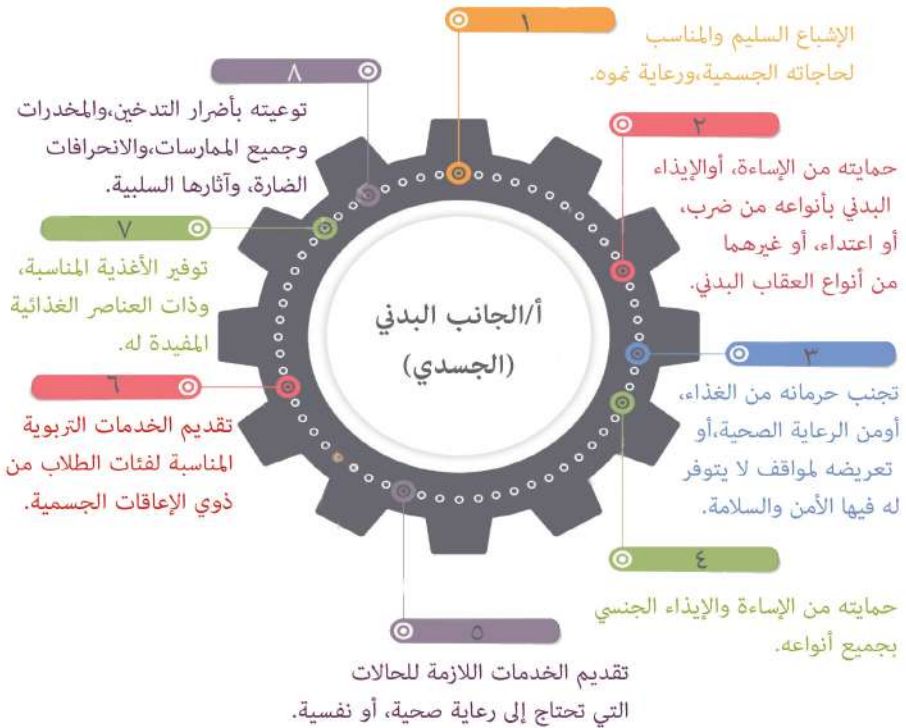 أ/الجانب البدني
(الجسدي)
١
الإشباع السليم والمناسب
لحاجاته الجسمية،ورعاية نموه.
٢
حمايته من الإساءة، أوالإيذاء
البدني بأنواعه من ضرب،
أو اعتداء، أو غيرهما
من أنواع العقاب البدني.
٣
تجنب حرمانه من الغذاء،
أومن الرعاية الصحية،أو
تعريضه لمواقف لا يتوفر
له فيها الأمن والسلامة.
٤
حمايته من الإساءة والإيذاء الجنسي
بجميع أنواعه.
٥
تقديم الخدمات اللازمة للحالات
التي تحتاج إلى رعاية صحية، أو نفسية.
٦
تقديم الخدمات التربوية
المناسبة لفئات الطلاب من
ذوي الإعاقات الجسمية.
٧
توفير الأغذية المناسبة،
وذات العناصر الغذائية
المفيدة له.
٨
توعيته بأضرار التدخين،والمخدرات
وجميع الممارسات،والانحرافات
الضارة، وآثارها السلبية.